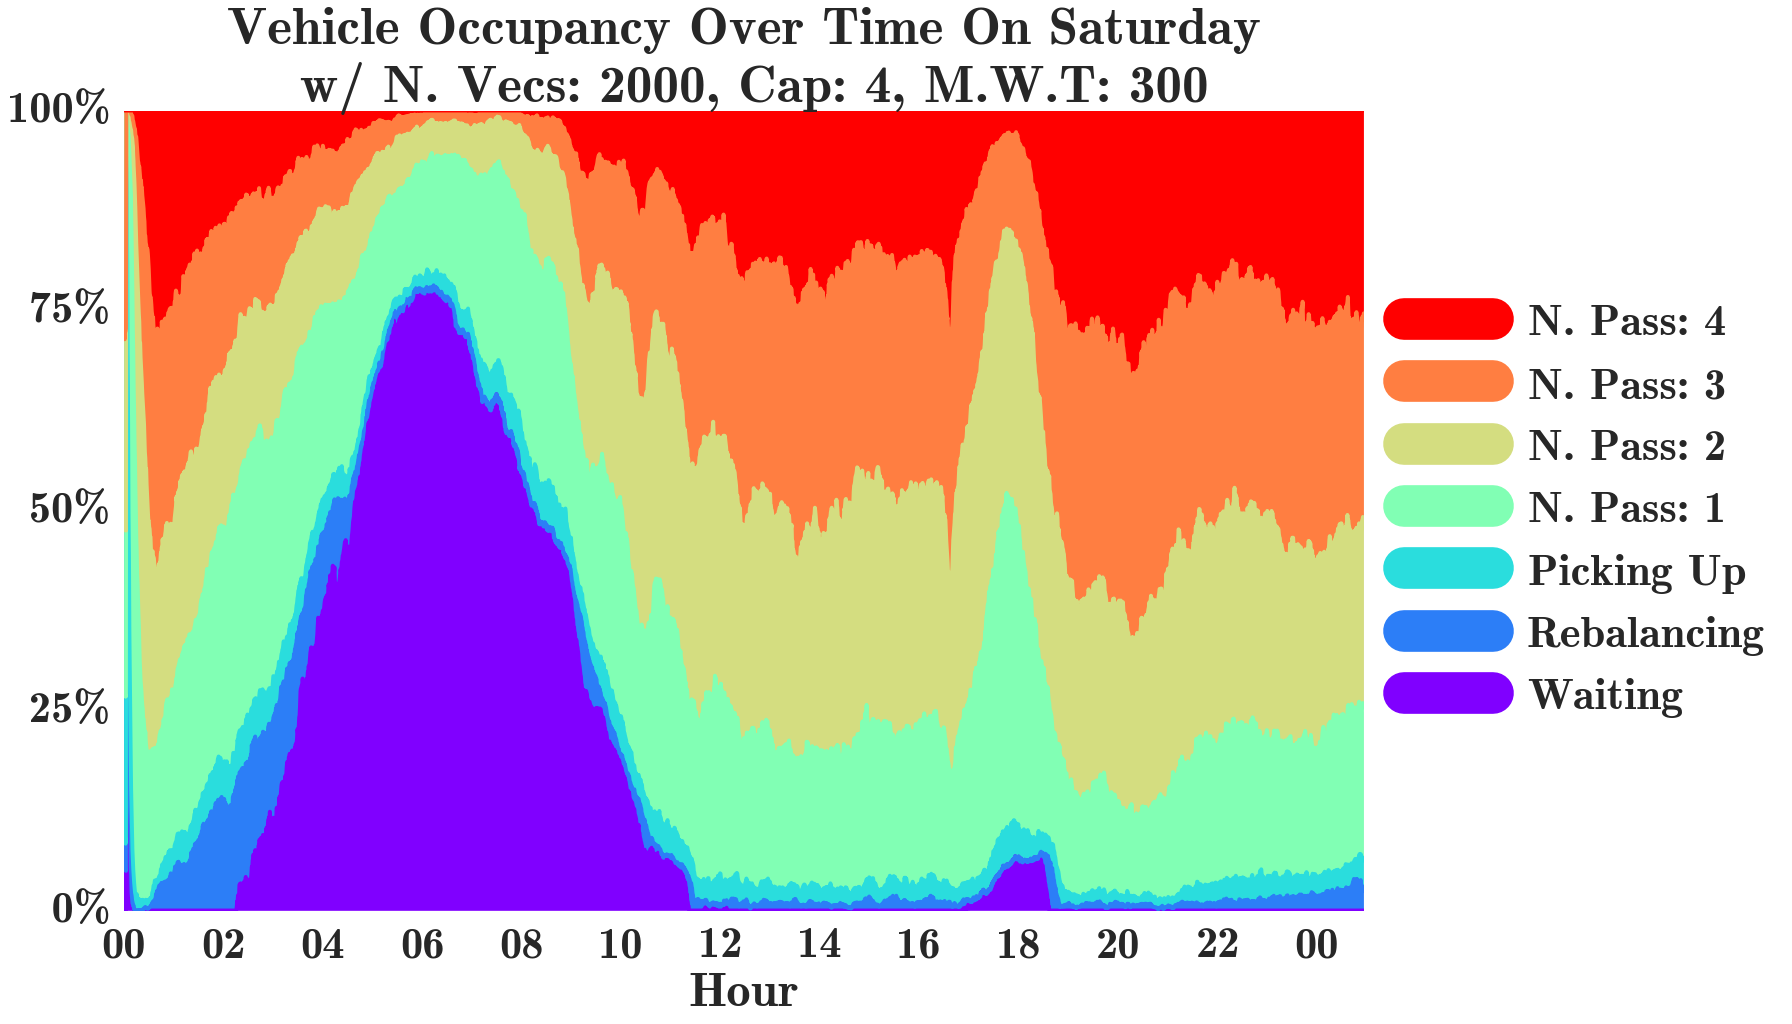 Vehicle Occupancy Over Time On Saturday
w/ N. Vecs: 2000, Cap: 4, M.W.T: 300
100%
75%
50%
25%
0%
00 02 04 06 08 10 12 14 16 18 20 22 00
Hour
N. Pass: 4
N. Pass: 3
N. Pass: 2
N. Pass: 1
Picking Up
Rebalancing
Waiting